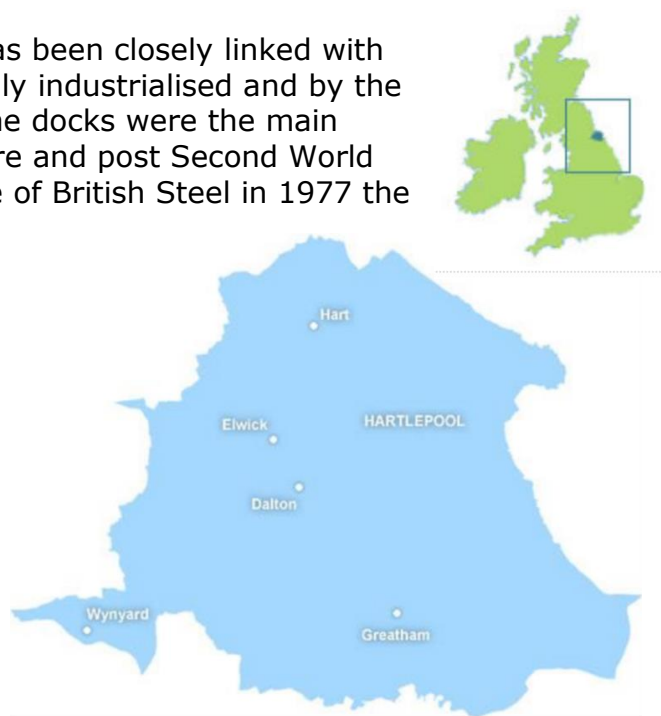 as been closely linked with
ly industrialised and by the
ne docks were the main
re and post Second World
e of British Steel in 1977 the
Hart
Elwick
HARTLEPOOL
Dalton
Wynyard
Greatham